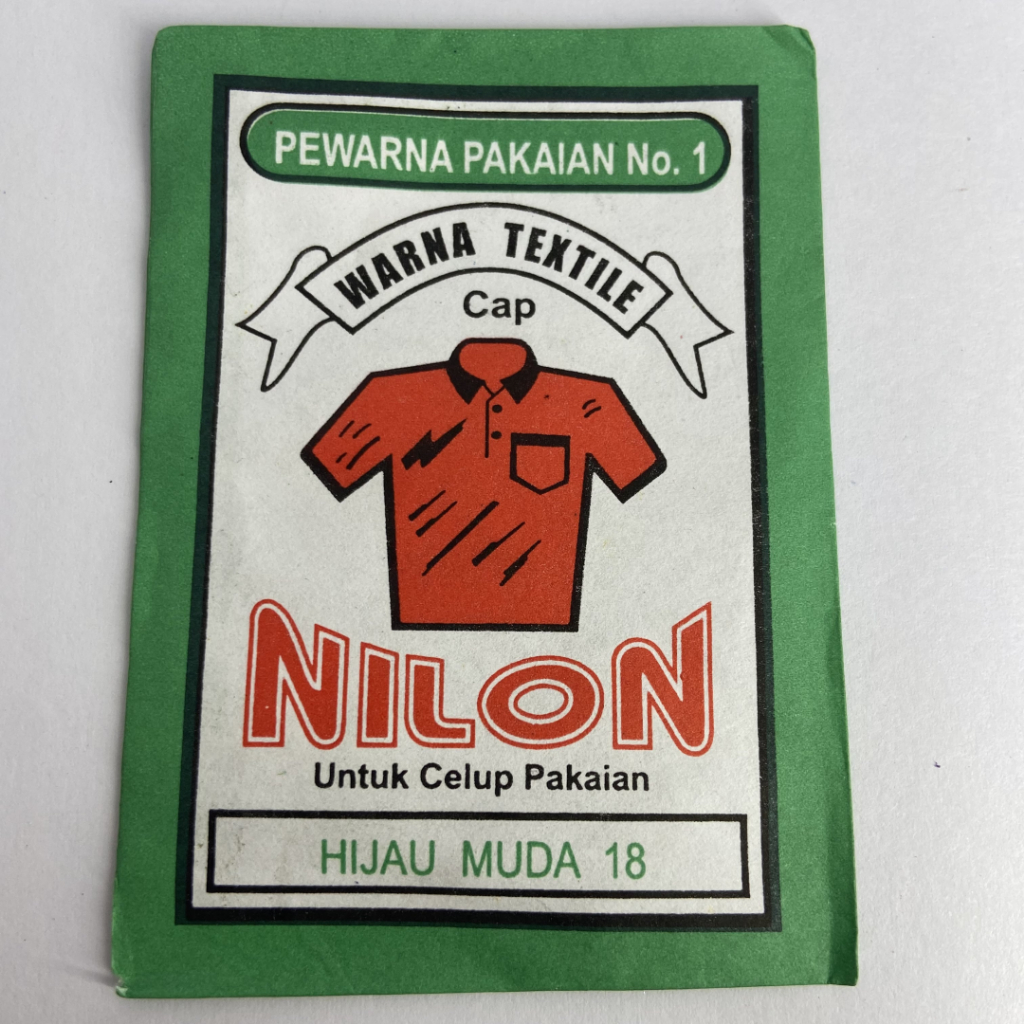 PEWARNA PAKAIAN No. 1
WARNA TEXTILE
Cap
NILON
Untuk Celup Pakaian
HIJAU MUDA 18